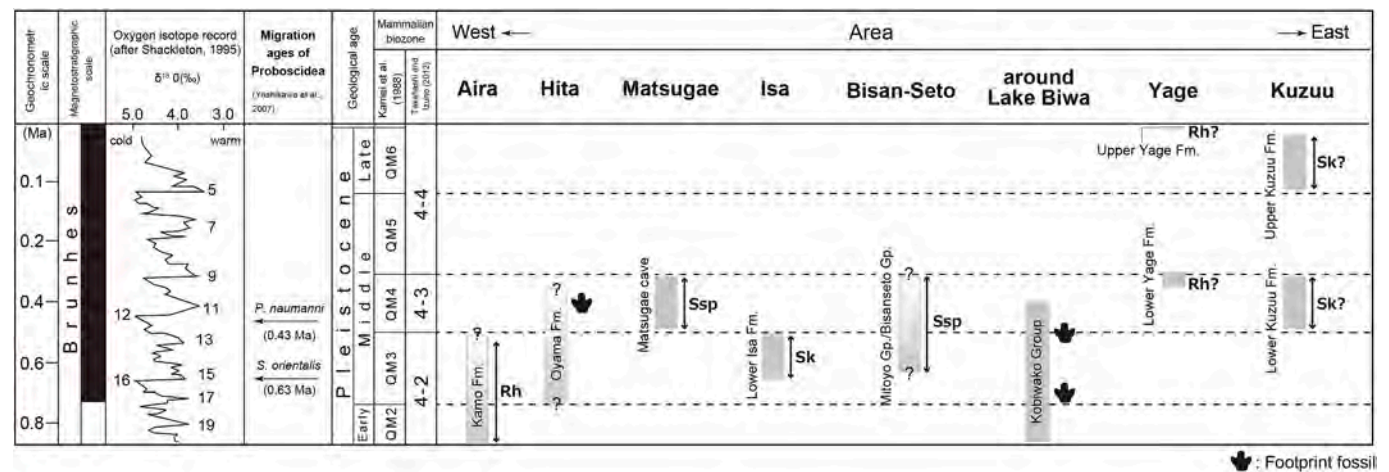 Geochronometr
ic scale
Magnetostratigraphic
scale
Oxygen isotope record
(after Shackleton, 1995)
δ¹⁸ 0(‰)
5.0 4.0 3.0
Migration
ages of
Proboscidea
(Yoshikawa et al.,
2007)
Geological age
Mammalian
biozone
Kamei et al.
(1988)
Takahashi and
Izuho (2012)
West ←
Area
→ East
Aira
Hita
Matsugae
Isa
Bisan-Seto
around
Lake Biwa
Yage
Kuzuu
(Ma)
0.1
0.2
0.4
0.6
0.8
Brunhes
cold warm
5
7
9
11
12
13
15
16
17
19
P. naumanni
(0.43 Ma)
S. orientalis
(0.63 Ma)
Pleistocene
Late
Middle
Early
QM6
QM5
QM4
QM3
QM2
4-4
4-3
4-2
?
Kamo Fm.
Rh
?
Oyama Fm.
?
Matsugae cave
Ssp
Lower Isa Fm.
Sk
?
Mitoyo Gp./Bisanseto Gp.
?
Ssp
Kobiwako Group
Rh?
Upper Yage Fm.
Lower Yage Fm.
Rh?
Upper Kuzuu Fm.
Sk?
Lower Kuzuu Fm.
Sk?
: Footprint fossil